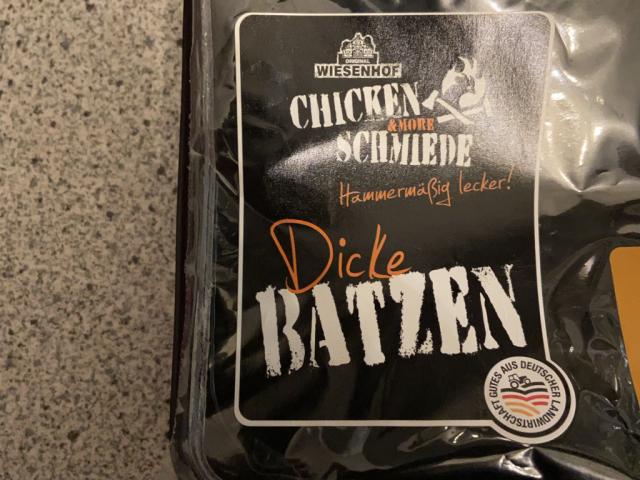 ORIGINAL
WIESENHOF
CHICKEN
& MORE
SCHMIEDE
Hammermäßig lecker!
Dicke
BATZEN
GUTES AUS DEUTSCHER LANDWIRTSCHAFT